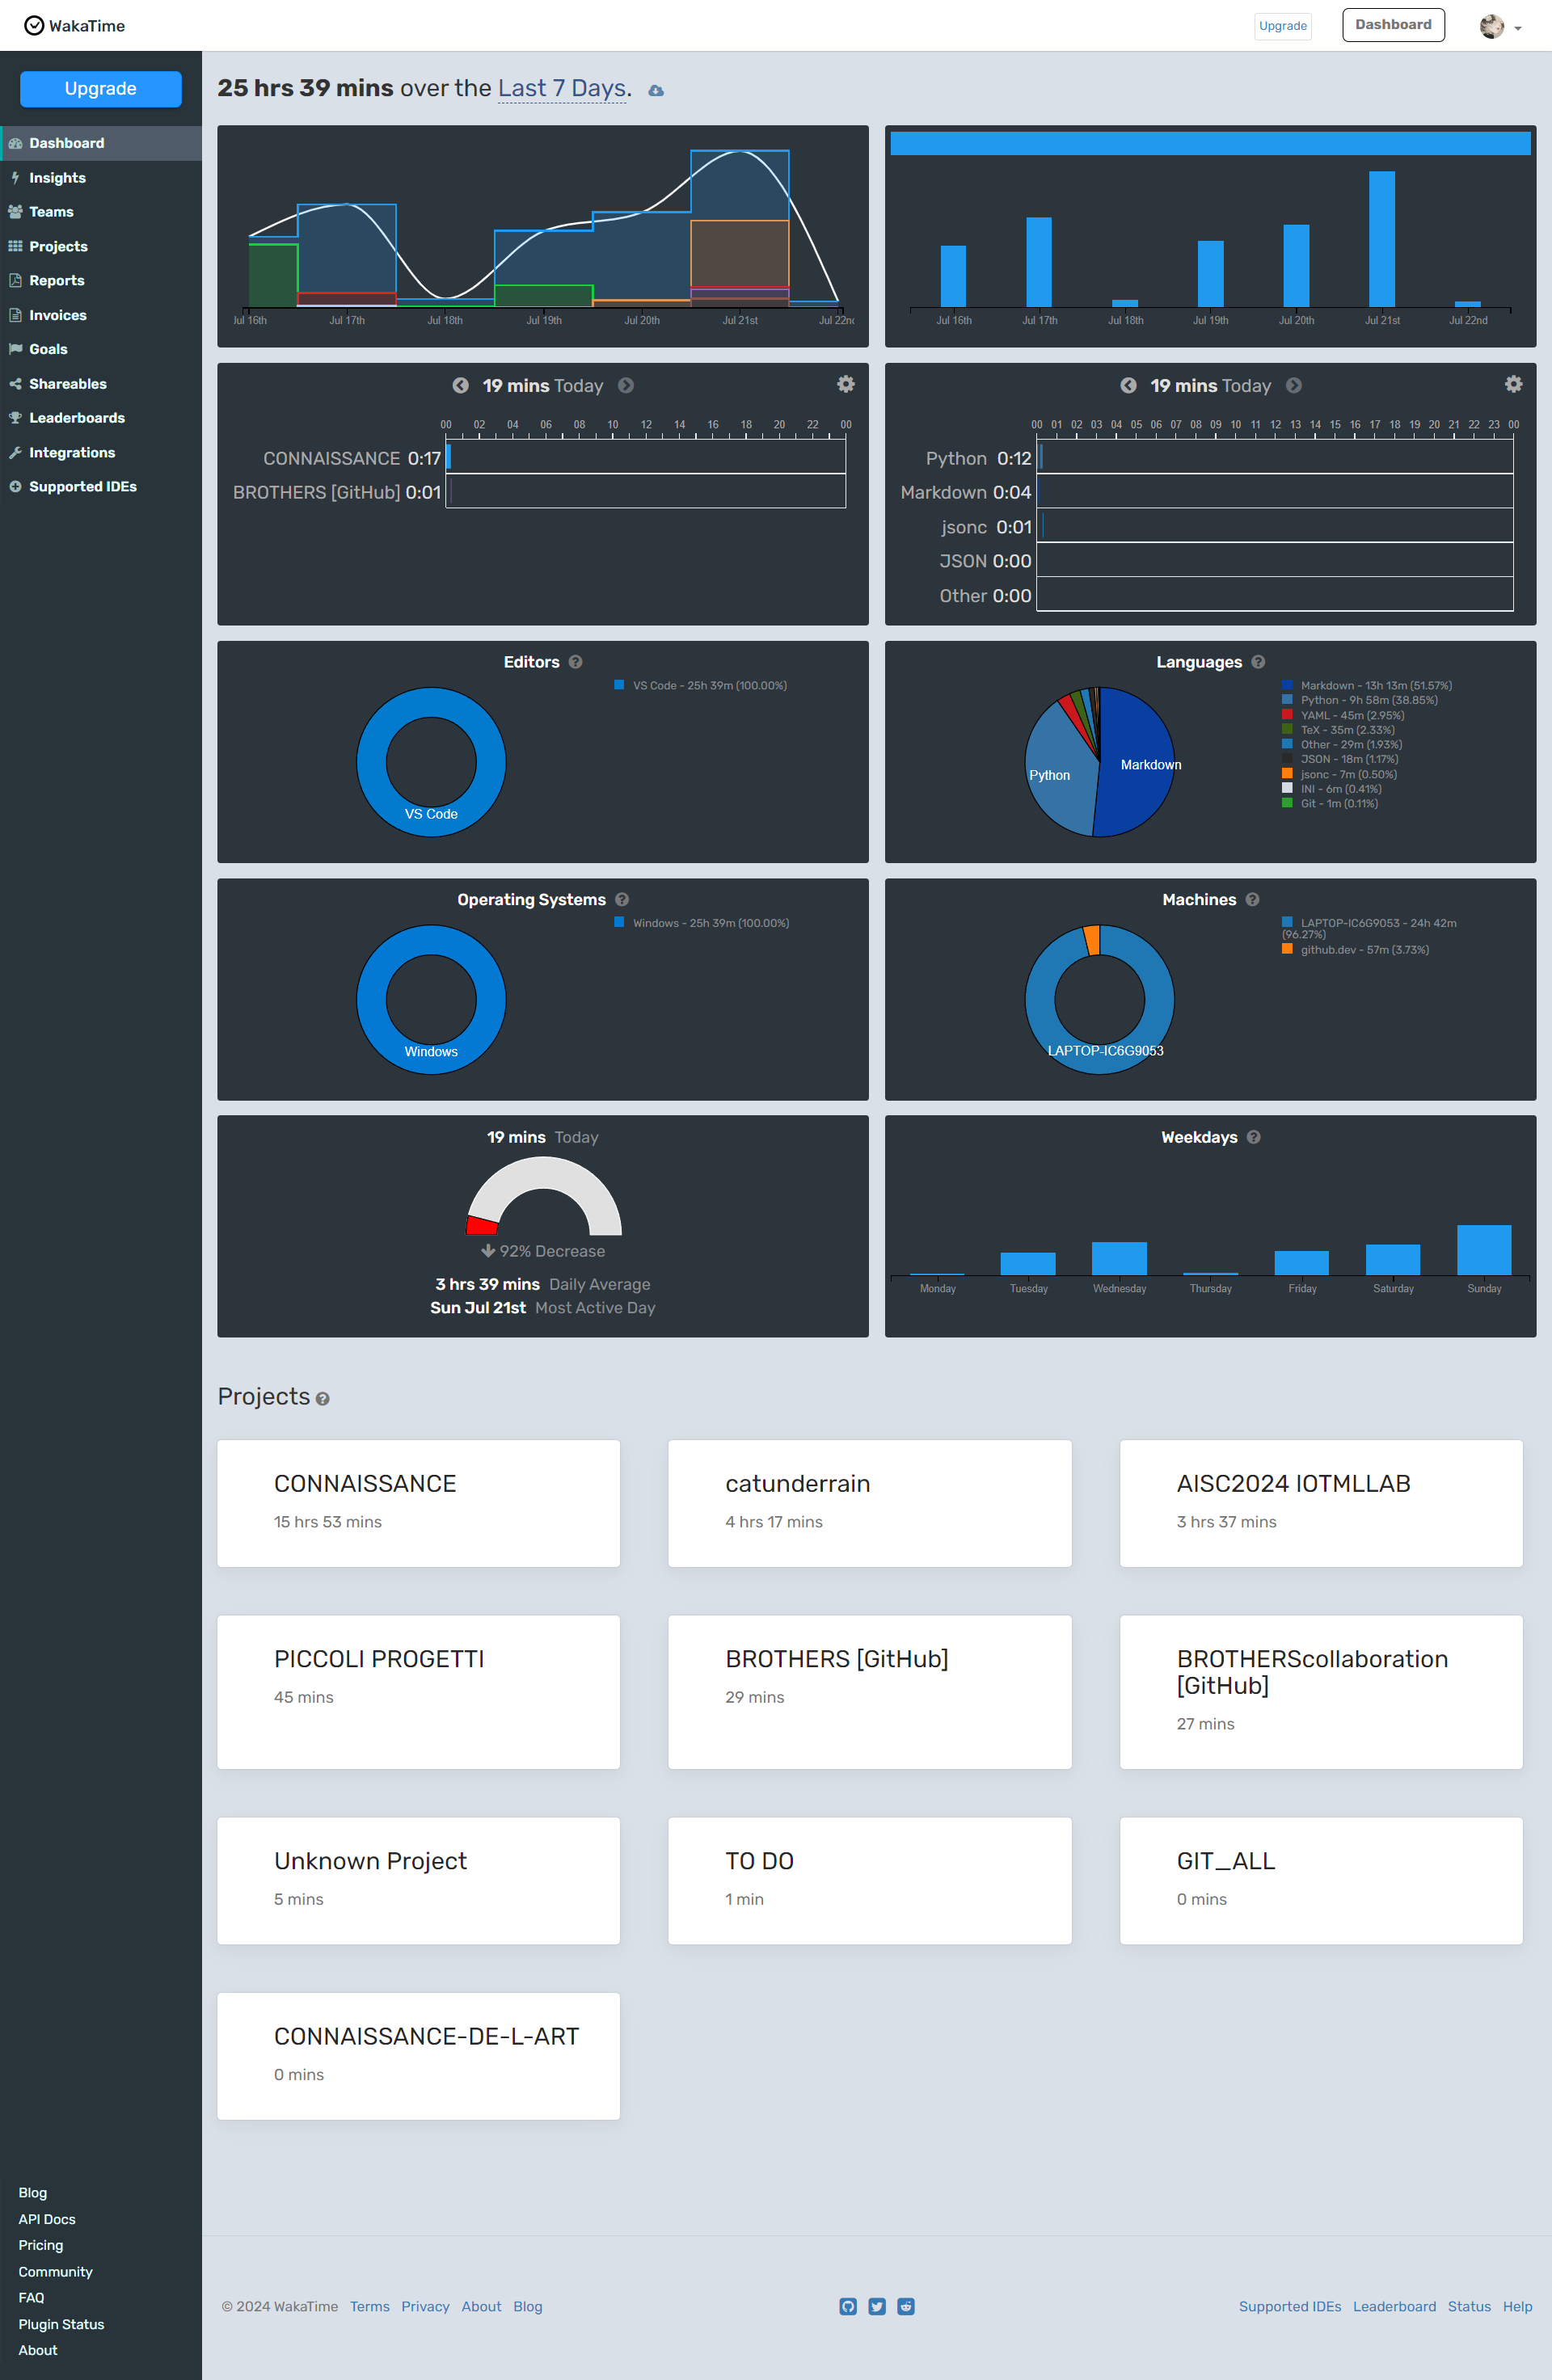 WakaTime
Upgrade
Dashboard
Upgrade
Dashboard
Insights
Teams
Projects
Reports
Invoices
Goals
Shareables
Leaderboards
Integrations
Supported IDEs
25 hrs 39 mins over the Last 7 Days.
Jul 16th Jul 17th Jul 18th Jul 19th Jul 20th Jul 21st Jul 22nd
Jul 16th Jul 17th Jul 18th Jul 19th Jul 20th Jul 21st Jul 22nd
19 mins Today
00 02 04 06 08 10 12 14 16 18 20 22 00
CONNAISSANCE 0:17
BROTHERS [GitHub] 0:01
19 mins Today
00 01 02 03 04 05 06 07 08 09 10 11 12 13 14 15 16 17 18 19 20 21 22 23 00
Python 0:12
Markdown 0:04
jsonc 0:01
JSON 0:00
Other 0:00
Editors
VS Code - 25h 39m (100.00%)
VS Code
Languages
Markdown - 13h 13m (51.57%)
Python - 9h 58m (38.85%)
YAML - 45m (2.95%)
TeX - 35m (2.33%)
Other - 29m (1.93%)
JSON - 18m (1.17%)
jsonc - 7m (0.50%)
INI - 6m (0.41%)
Git - 1m (0.11%)
Markdown
Python
Operating Systems
Windows - 25h 39m (100.00%)
Windows
Machines
LAPTOP-IC6G9053 - 24h 42m
(96.27%)
github.dev - 57m (3.73%)
LAPTOP-IC6G9053
19 mins Today
92% Decrease
3 hrs 39 mins Daily Average
Sun Jul 21st Most Active Day
Weekdays
Monday Tuesday Wednesday Thursday Friday Saturday Sunday
Projects
CONNAISSANCE
15 hrs 53 mins
catunderrain
4 hrs 17 mins
AISC2024 IOTMLLAB
3 hrs 37 mins
PICCOLI PROGETTI
45 mins
BROTHERS [GitHub]
29 mins
BROTHERScollaboration
[GitHub]
27 mins
Unknown Project
5 mins
TO DO
1 min
GIT_ALL
0 mins
CONNAISSANCE-DE-L-ART
0 mins
Blog
API Docs
Pricing
Community
FAQ
Plugin Status
About
© 2024 WakaTime Terms Privacy About Blog
Supported IDEs Leaderboard Status Help